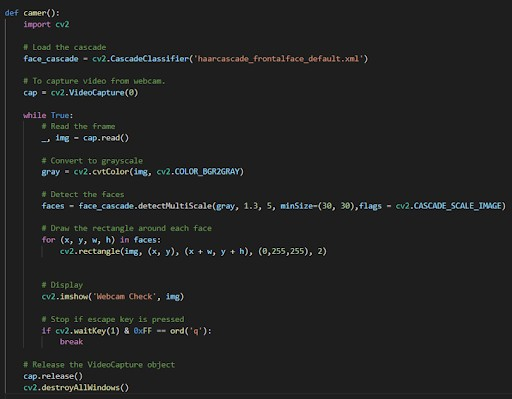 def camer():
    import cv2

    # Load the cascade
    face_cascade = cv2.CascadeClassifier('haarcascade_frontalface_default.xml')

    # To capture video from webcam.
    cap = cv2.VideoCapture(0)

    while True:
        # Read the frame
        _, img = cap.read()

        # Convert to grayscale
        gray = cv2.cvtColor(img, cv2.COLOR_BGR2GRAY)

        # Detect the faces
        faces = face_cascade.detectMultiScale(gray, 1.3, 5, minSize=(30, 30),flags = cv2.CASCADE_SCALE_IMAGE)

        # Draw the rectangle around each face
        for (x, y, w, h) in faces:
            cv2.rectangle(img, (x, y), (x + w, y + h), (0,255,255), 2)


        # Display
        cv2.imshow('Webcam Check', img)

        # Stop if escape key is pressed
        if cv2.waitKey(1) & 0xFF == ord('q'):
            break

    # Release the VideoCapture object
    cap.release()
    cv2.destroyAllWindows()